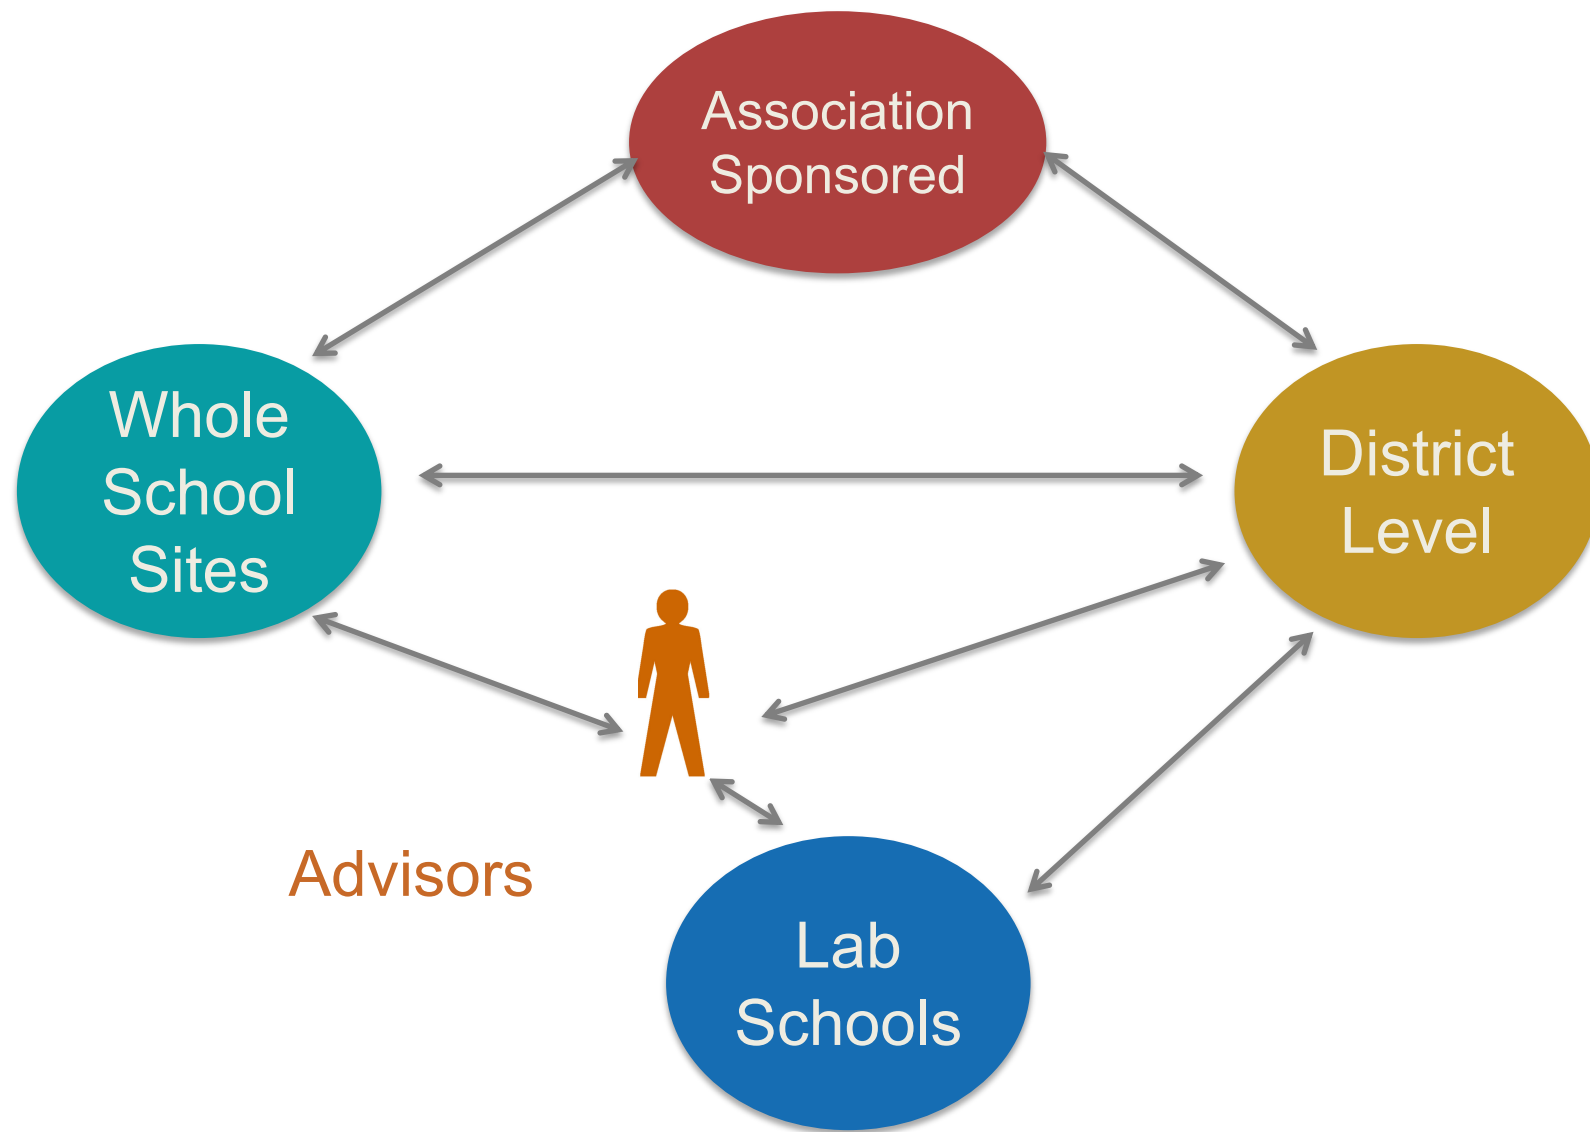 Association
Sponsored
Whole
School
Sites
District
Level
Advisors
Lab
Schools